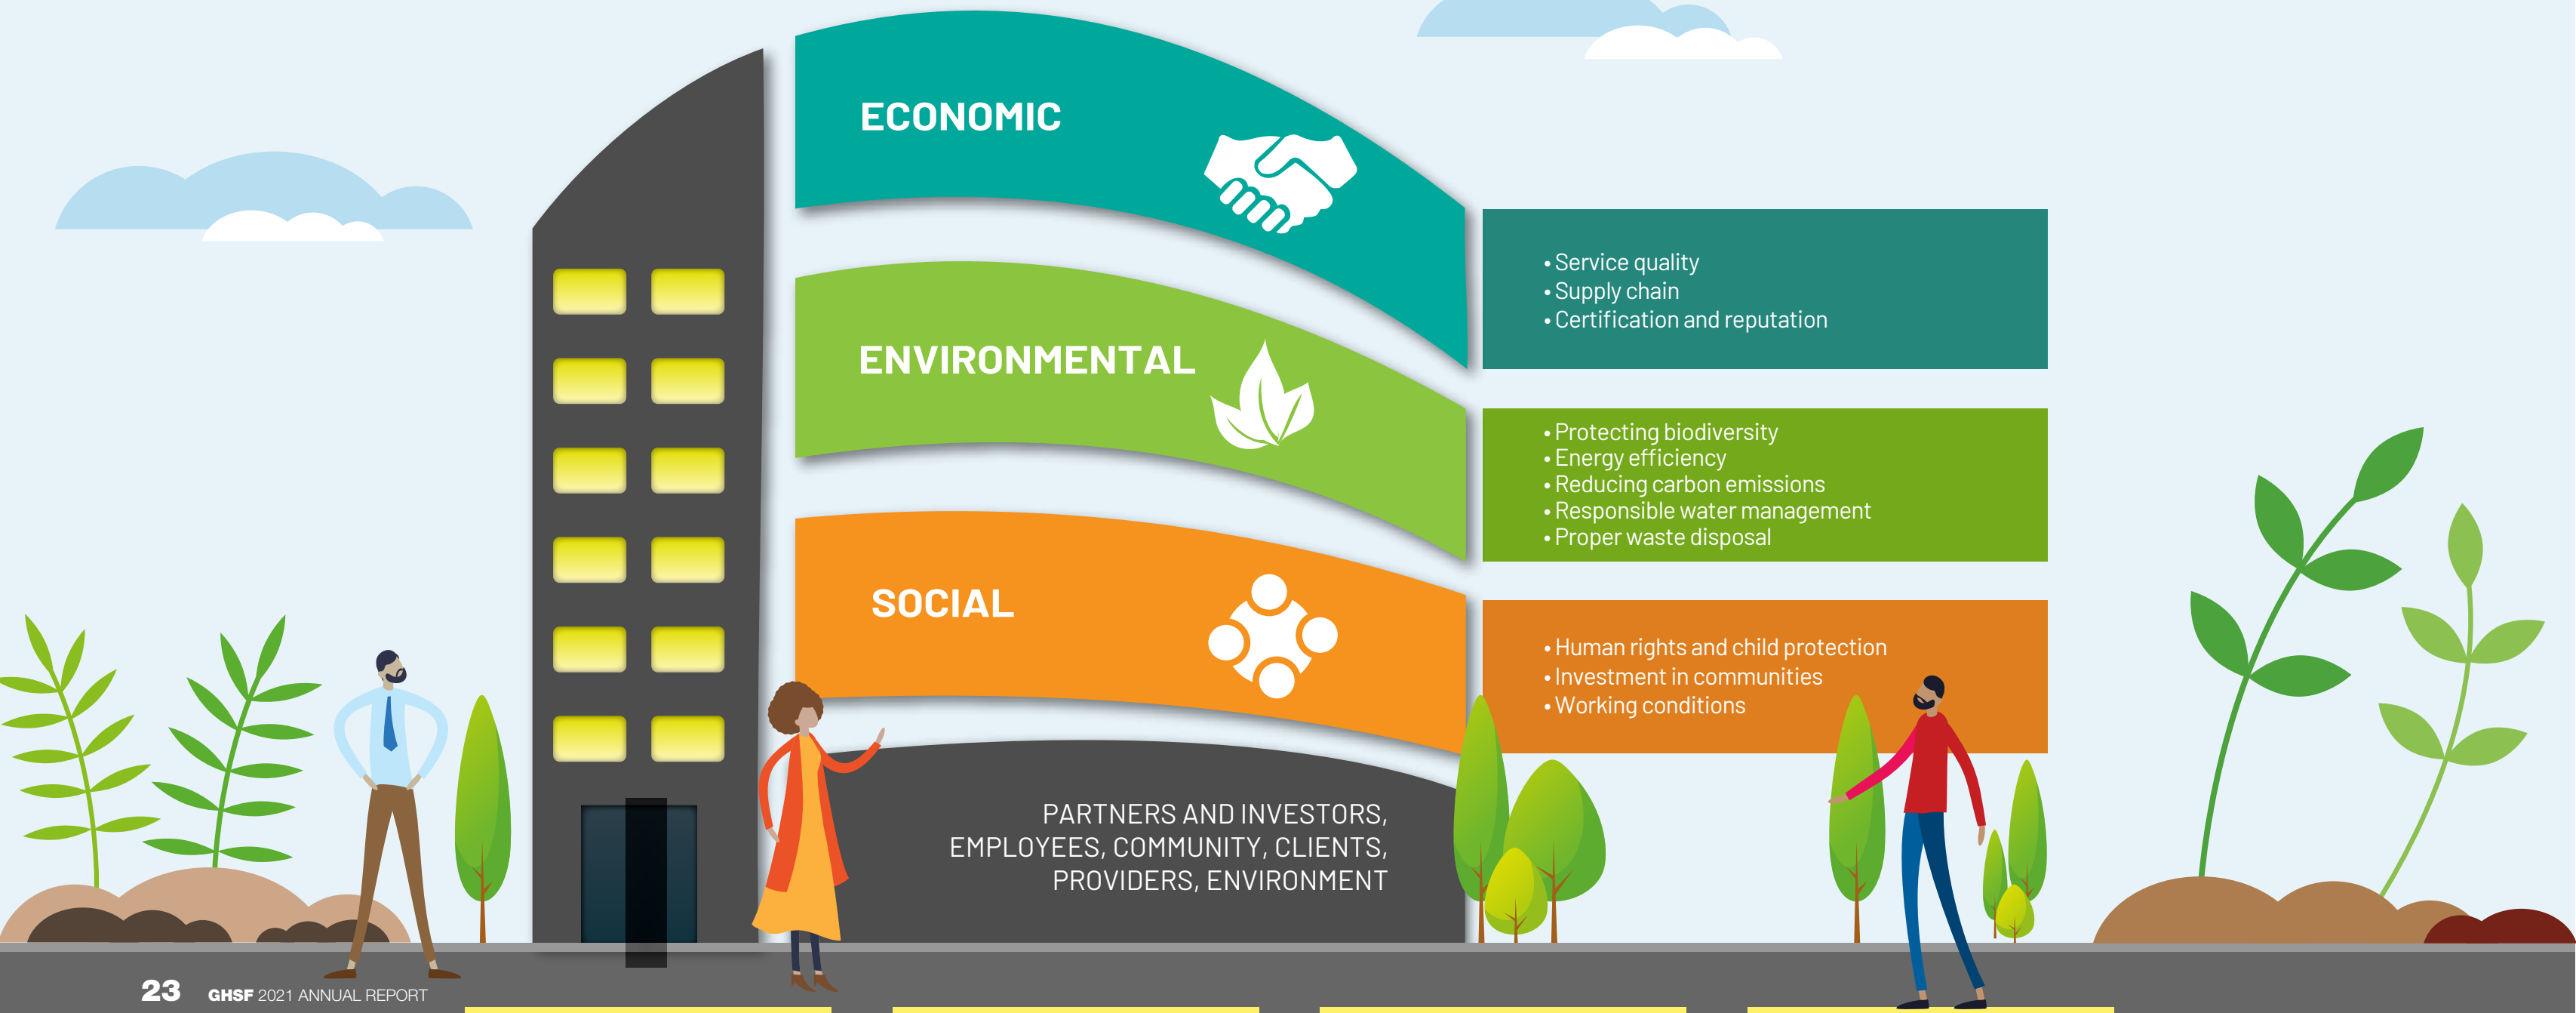 ECONOMIC
• Service quality
• Supply chain
• Certification and reputation
ENVIRONMENTAL
• Protecting biodiversity
• Energy efficiency
• Reducing carbon emissions
• Responsible water management
• Proper waste disposal
SOCIAL
• Human rights and child protection
• Investment in communities
• Working conditions
PARTNERS AND INVESTORS,
EMPLOYEES, COMMUNITY, CLIENTS,
PROVIDERS, ENVIRONMENT
23 GHSF 2021 ANNUAL REPORT